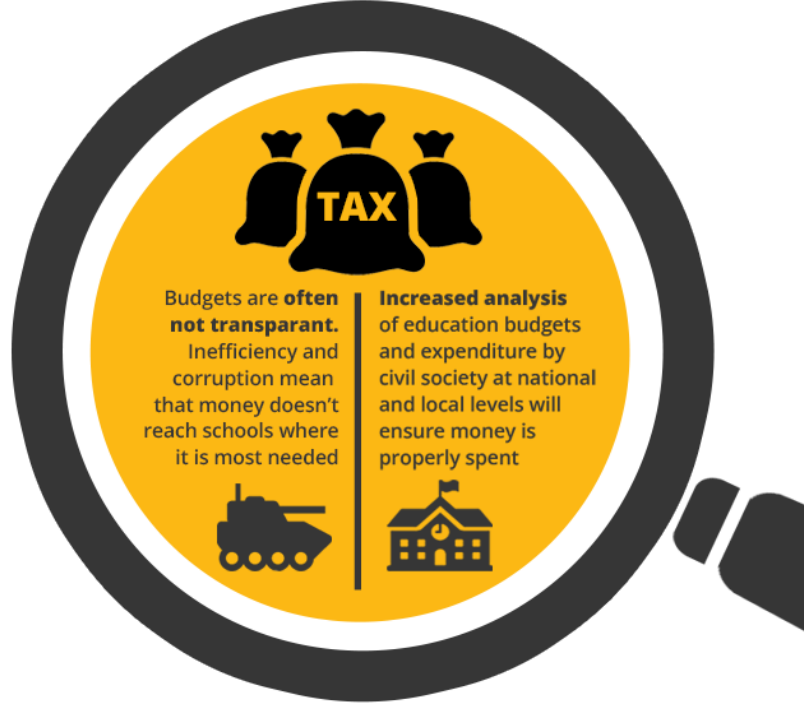 TAX
Budgets are often
not transparant.
Inefficiency and
corruption mean
that money doesn't
reach schools where
it is most needed
Increased analysis
of education budgets
and expenditure by
civil society at national
and local levels will
ensure money is
properly spent